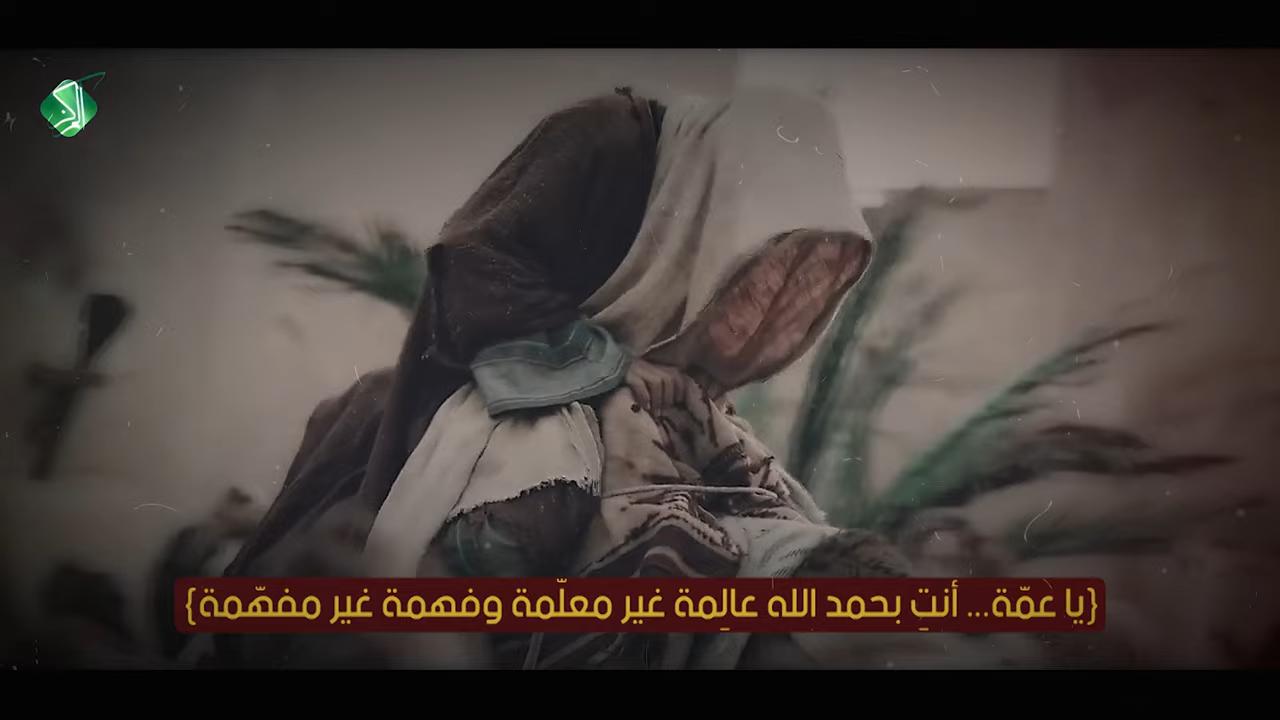 {يا عمّة... أنتِ بحمد الله عالِمة غير معلّمة وفهمة غير مفهّمة}